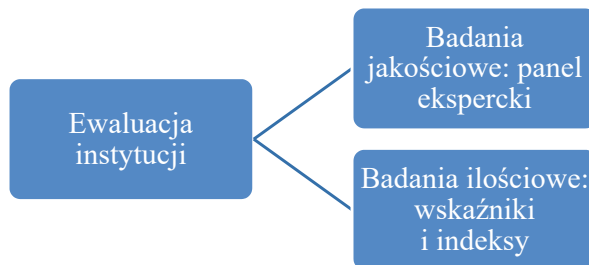 Ewaluacja
instytucji
Badania
jakościowe: panel
ekspercki
Badania ilościowe:
wskaźniki
i indeksy